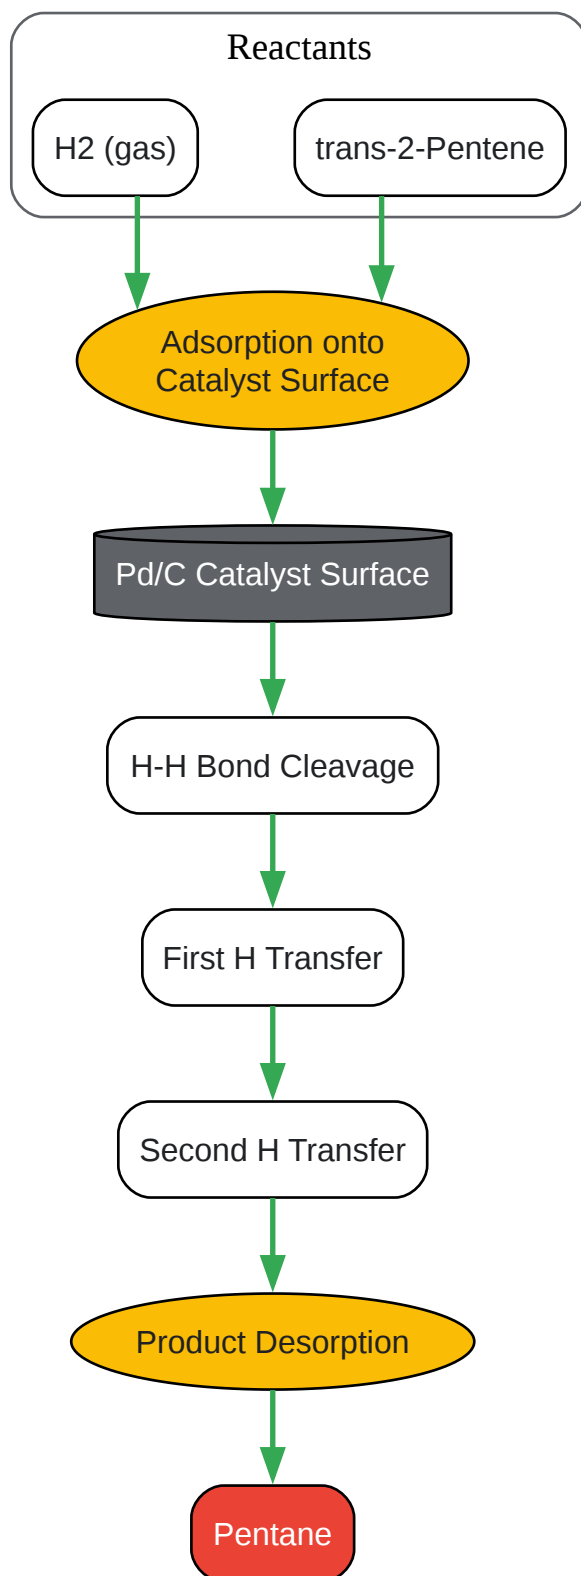 Reactants
H2 (gas)
trans-2-Pentene
Adsorption onto
Catalyst Surface
Pd/C Catalyst Surface
H-H Bond Cleavage
First H Transfer
Second H Transfer
Product Desorption
Pentane